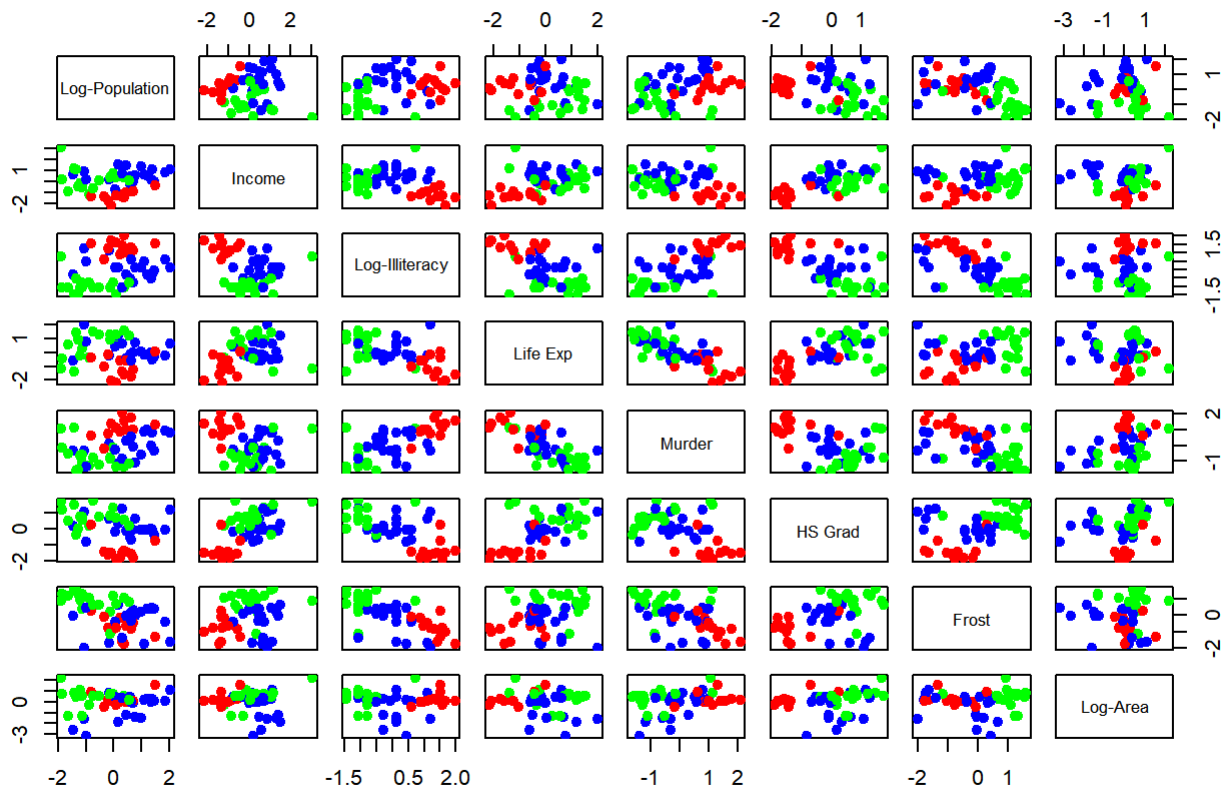 -2 0 2
-2 0 2
0 1
-3 -1 1
Log-Population
-2 1
-2 1
Income
Log-Illiteracy
-1.5 1.5
-2 1
Life Exp
Murder
-1 2
-2 0
HS Grad
Frost
-2 0
-3 0
Log-Area
-2 0 2
-1.5 0.5 2.0
-1 1 2
-2 0 1